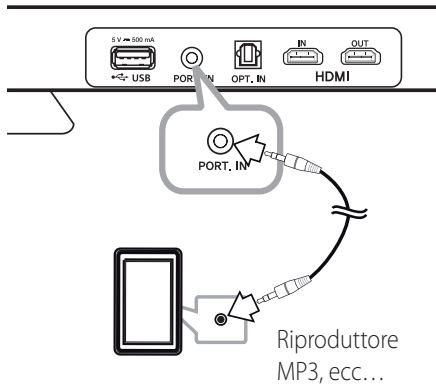 5 V ⎓ 500 mA
IN OUT
USB PORT. IN OPT. IN HDMI
PORT. IN
Riproduttore
MP3, ecc...